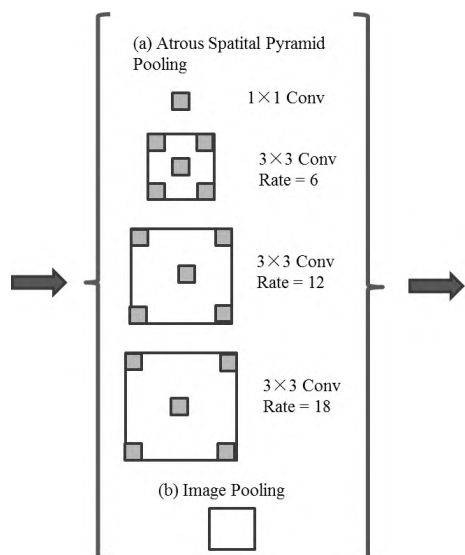 (a) Atrous Spatital Pyramid
Pooling
1×1 Conv
3×3 Conv
Rate = 6
3×3 Conv
Rate = 12
3×3 Conv
Rate = 18
(b) Image Pooling